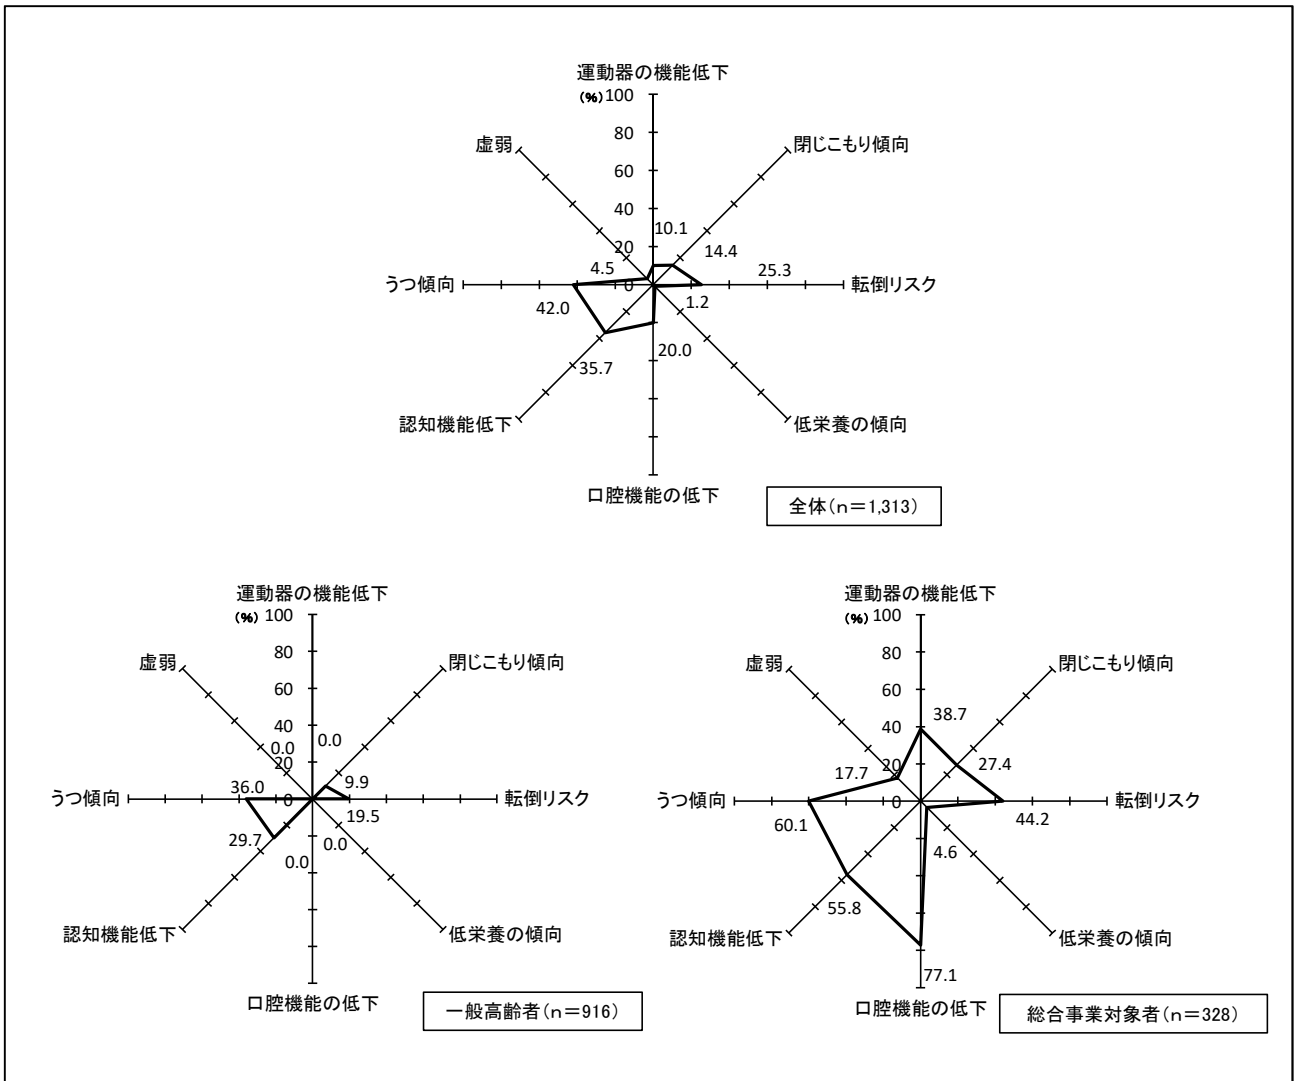 運動器の機能低下
(%) 100
虚弱
80
閉じこもり傾向
60
40
10.1
20
14.4
4.5
25.3
うつ傾向
0
転倒リスク
42.0
1.2
35.7
20.0
認知機能低下
低栄養の傾向
口腔機能の低下
全体(n=1,313)
運動器の機能低下
(%) 100
虚弱
80
閉じこもり傾向
60
40
0.0
0.0
20
36.0
9.9
うつ傾向
0
転倒リスク
29.7
19.5
0.0
0.0
認知機能低下
低栄養の傾向
口腔機能の低下
一般高齢者(n=916)
運動器の機能低下
(%) 100
虚弱
80
閉じこもり傾向
60
40
38.7
20
27.4
17.7
うつ傾向
0
転倒リスク
60.1
44.2
4.6
55.8
認知機能低下
低栄養の傾向
77.1
口腔機能の低下
総合事業対象者(n=328)